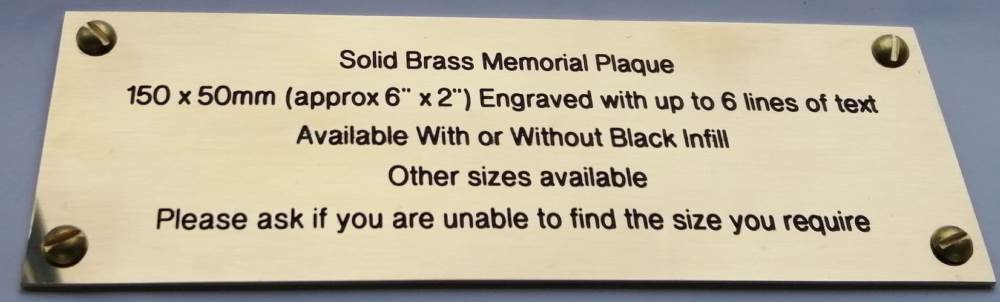 Solid Brass Memorial Plaque
150 x 50mm (approx 6" x 2") Engraved with up to 6 lines of text
Available With or Without Black Infill
Other sizes available
Please ask if you are unable to find the size you require